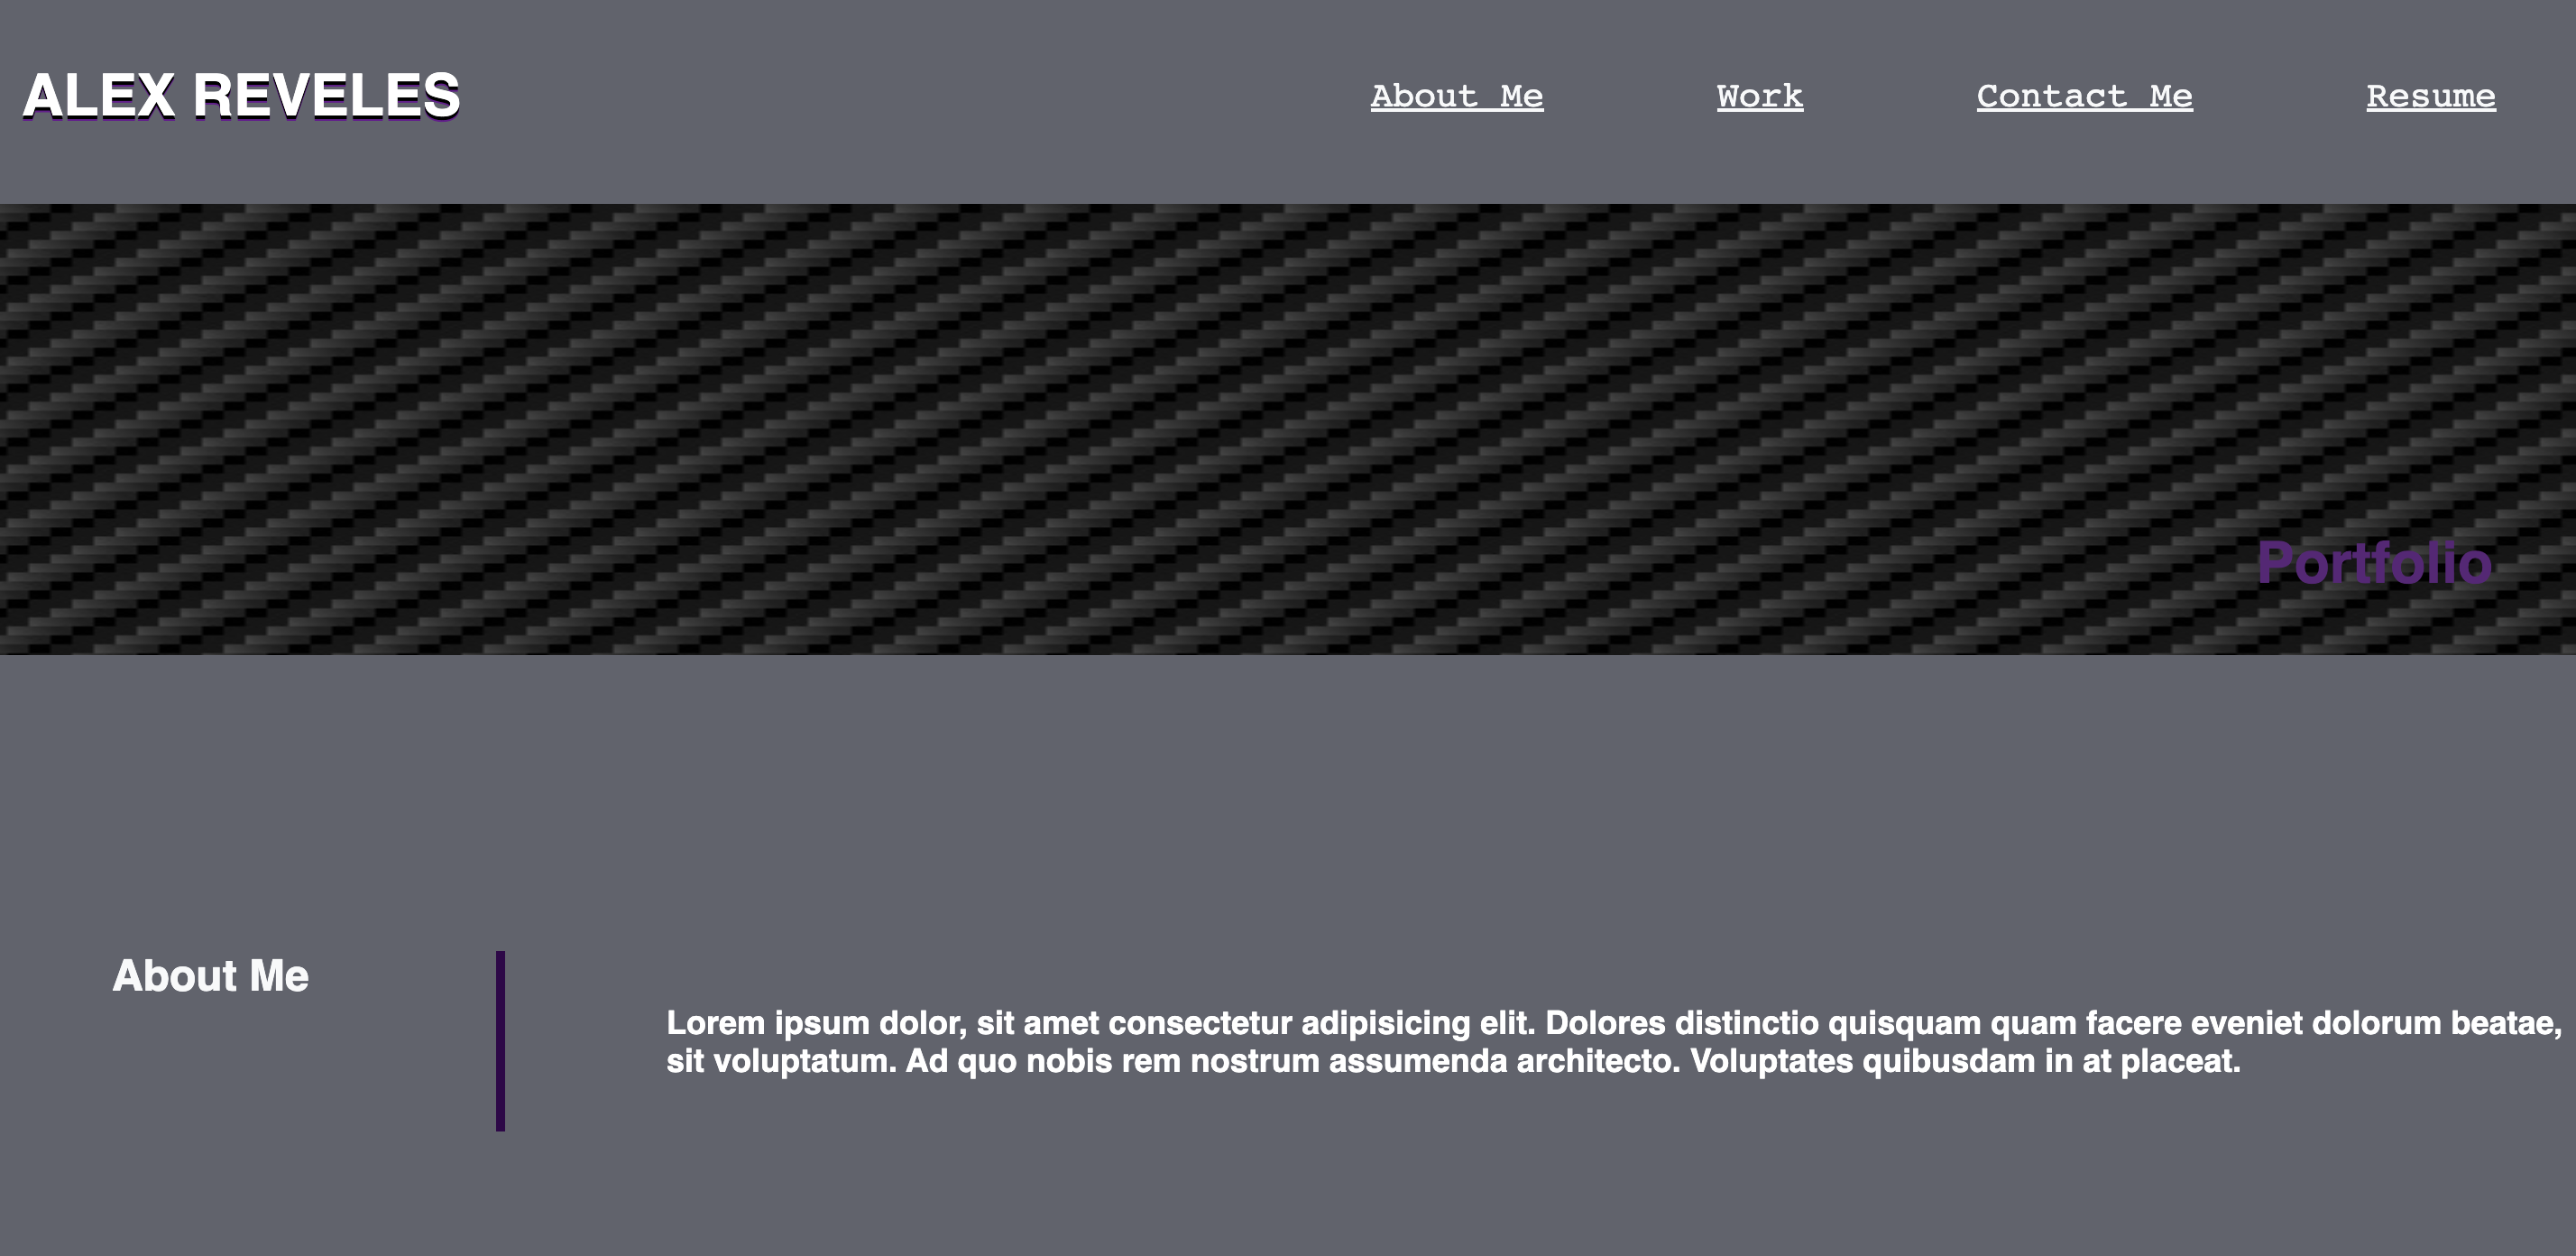 ALEX REVELES
About Me
Work
Contact Me
Resume
Portfolio
About Me
Lorem ipsum dolor, sit amet consectetur adipisicing elit. Dolores distinctio quisquam quam facere eveniet dolorum beatae,
sit voluptatum. Ad quo nobis rem nostrum assumenda architecto. Voluptates quibusdam in at placeat.